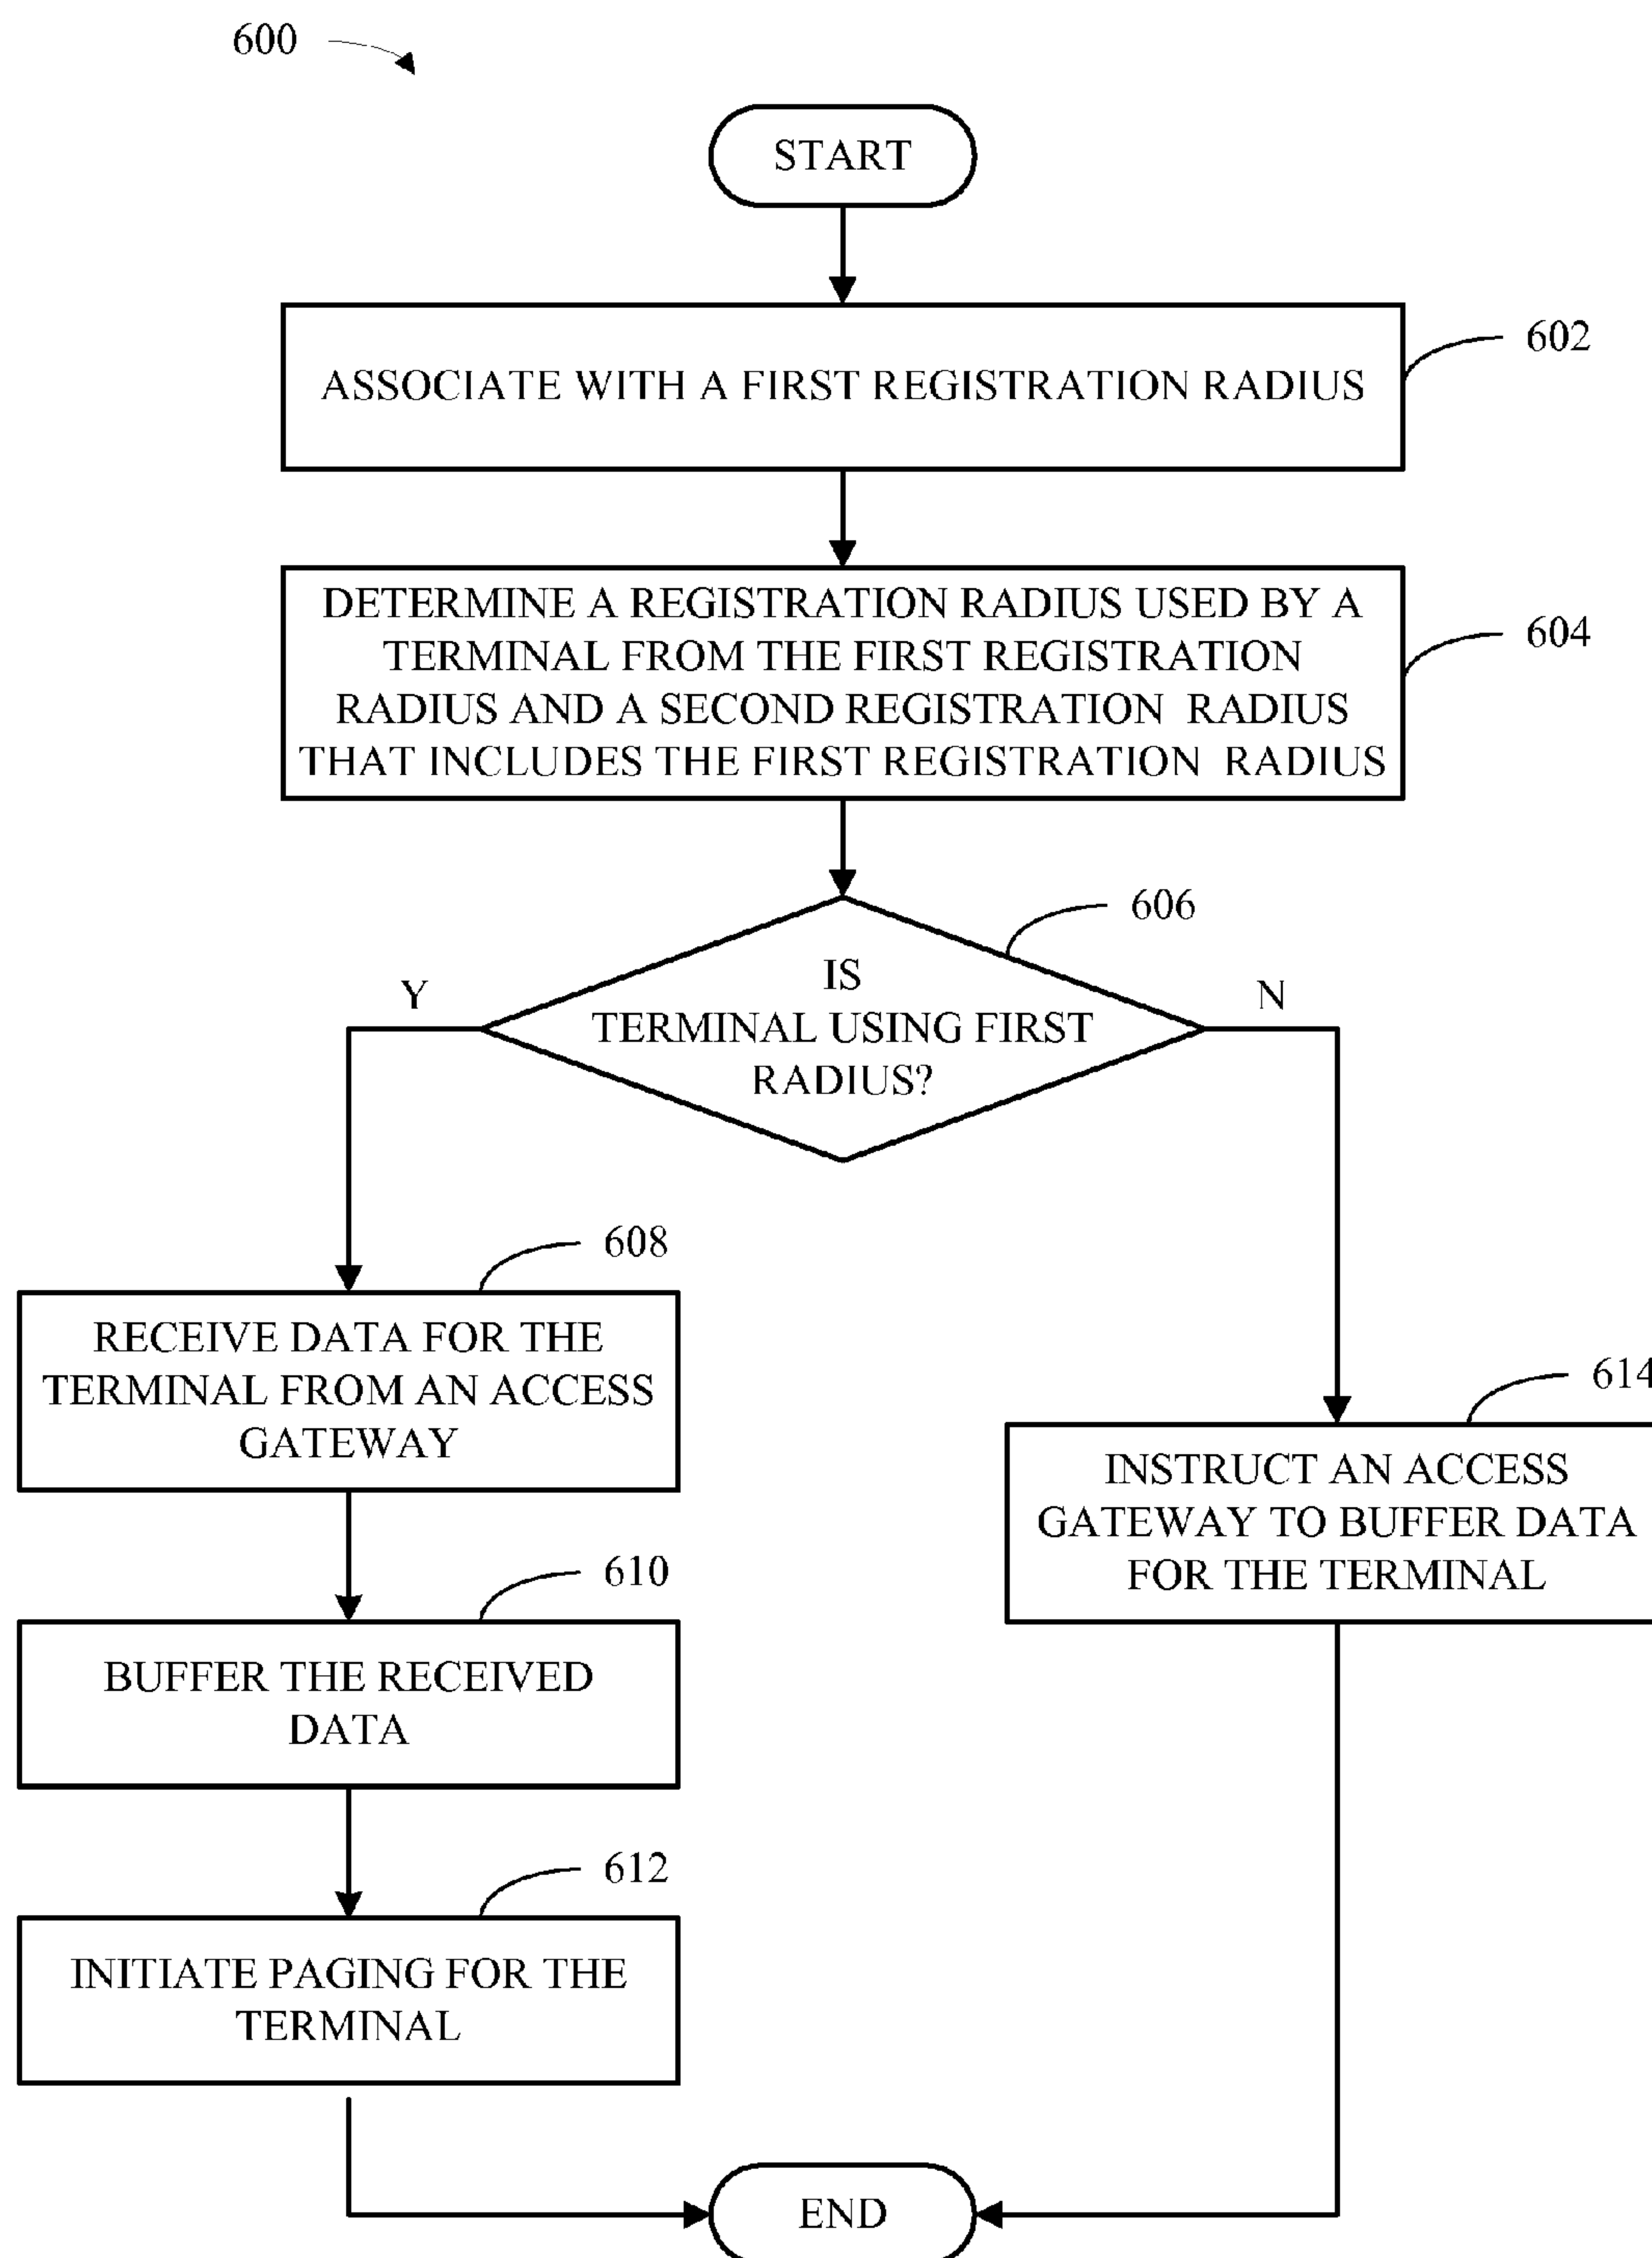 600
START
ASSOCIATE WITH A FIRST REGISTRATION RADIUS
602
DETERMINE A REGISTRATION RADIUS USED BY A
TERMINAL FROM THE FIRST REGISTRATION
RADIUS AND A SECOND REGISTRATION RADIUS
THAT INCLUDES THE FIRST REGISTRATION RADIUS
604
606
IS
TERMINAL USING FIRST
RADIUS?
Y
N
608
RECEIVE DATA FOR THE
TERMINAL FROM AN ACCESS
GATEWAY
610
BUFFER THE RECEIVED
DATA
612
INITIATE PAGING FOR THE
TERMINAL
614
INSTRUCT AN ACCESS
GATEWAY TO BUFFER DATA
FOR THE TERMINAL
END